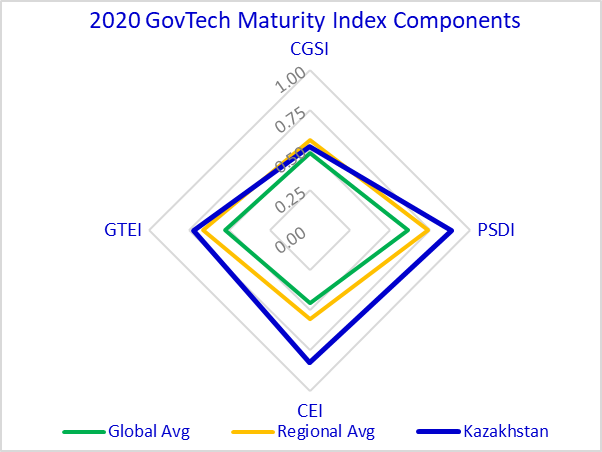 2020 GovTech Maturity Index Components
CGSI
1.00
0.75
0.50
0.25
0.00
GTEI
PSDI
CEI
Global Avg
Regional Avg
Kazakhstan